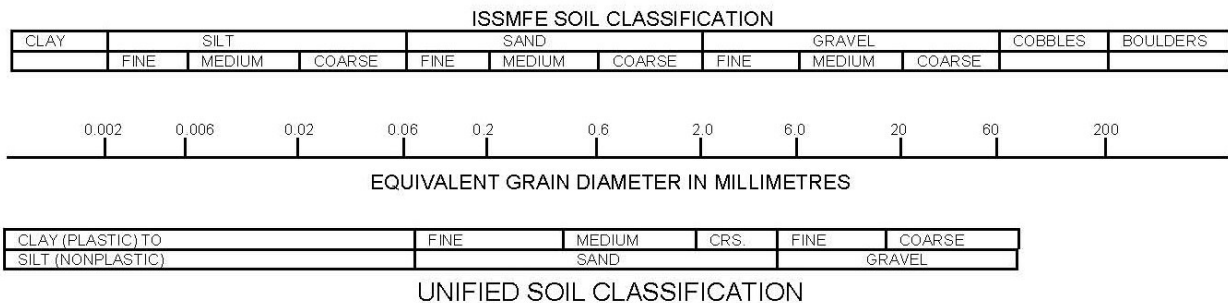 ISSMFE SOIL CLASSIFICATION
CLAY SILT SAND GRAVEL COBBLES BOULDERS
FINE MEDIUM COARSE FINE MEDIUM COARSE FINE MEDIUM COARSE
0.002 0.006 0.02 0.06 0.2 0.6 2.0 6.0 20 60 200
EQUIVALENT GRAIN DIAMETER IN MILLIMETRES
CLAY (PLASTIC) TO FINE MEDIUM CRS. FINE COARSE
SILT (NONPLASTIC) SAND GRAVEL
UNIFIED SOIL CLASSIFICATION